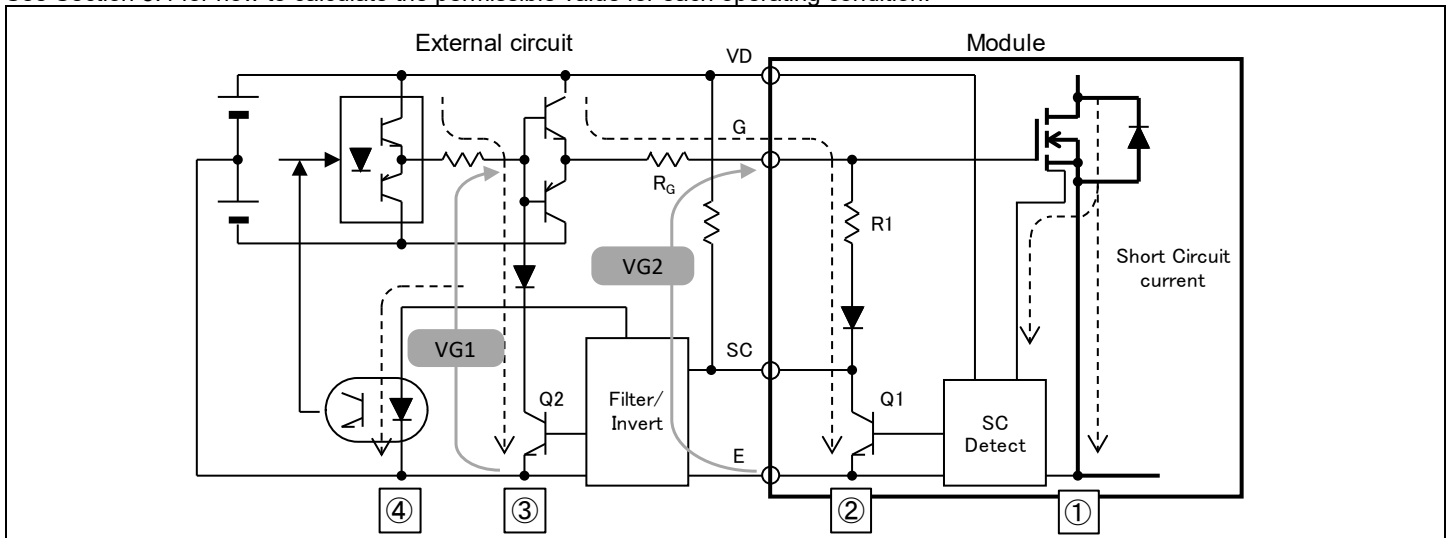 See Section 3.4 for how to calculate the permissible value for each operating condition.
External circuit
Module
VD
G
RG
R1
Short Circuit
current
VG2
VG1
SC
Q2
Filter/
Invert
Q1
SC
Detect
E
④
③
②
①